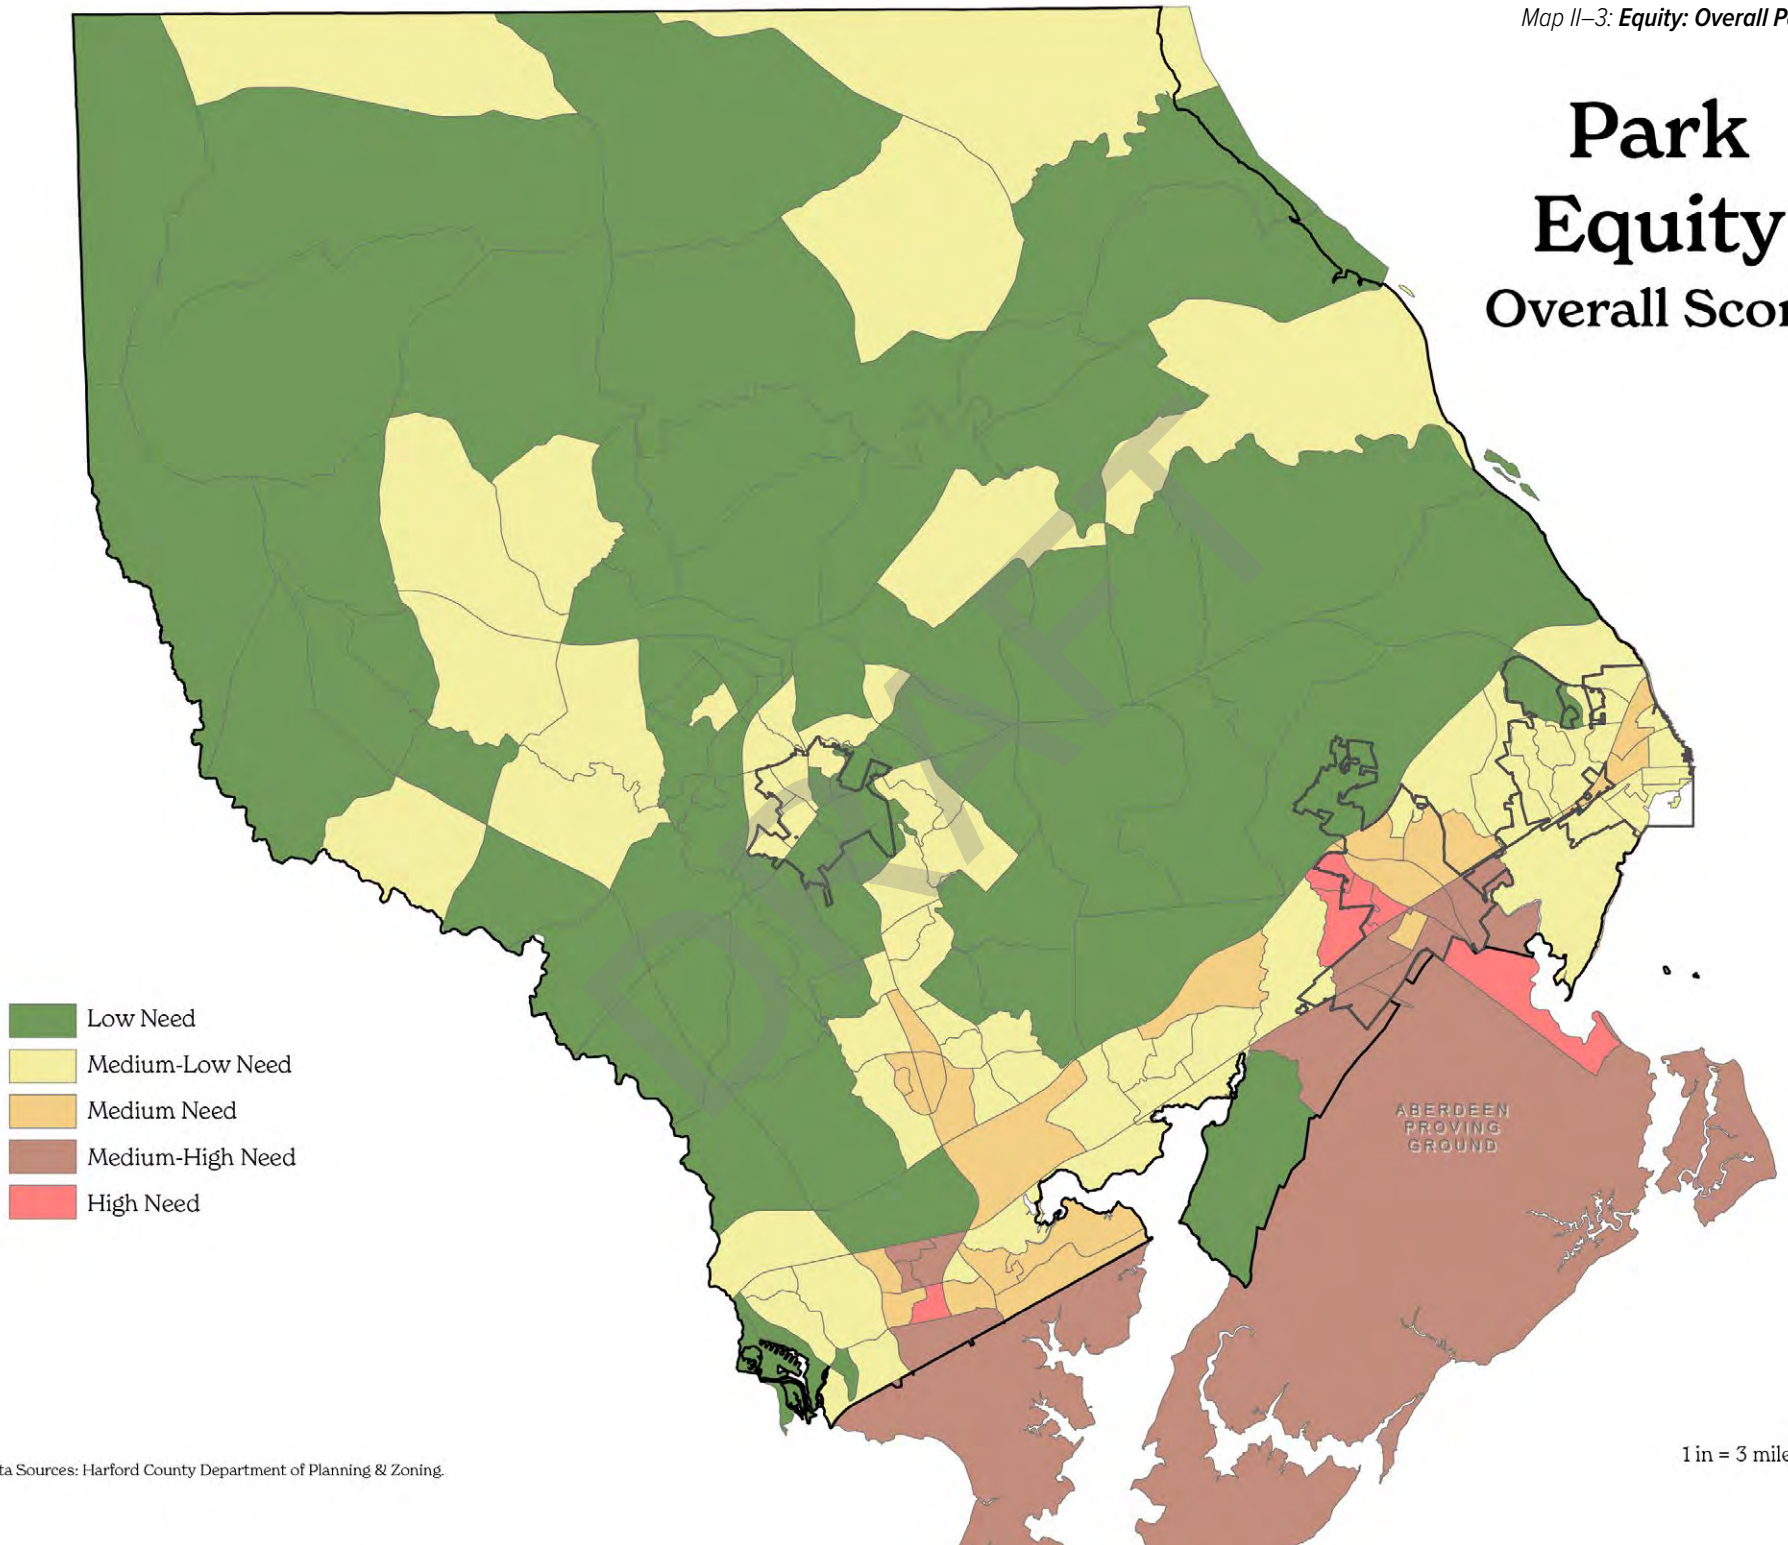 Map II–3: Equity: Overall P
Park
Equity
Overall Scor
DRAFT
Low Need
Medium-Low Need
Medium Need
Medium-High Need
High Need
ABERDEEN
PROVING
GROUND
ta Sources: Harford County Department of Planning & Zoning.
1 in = 3 mile